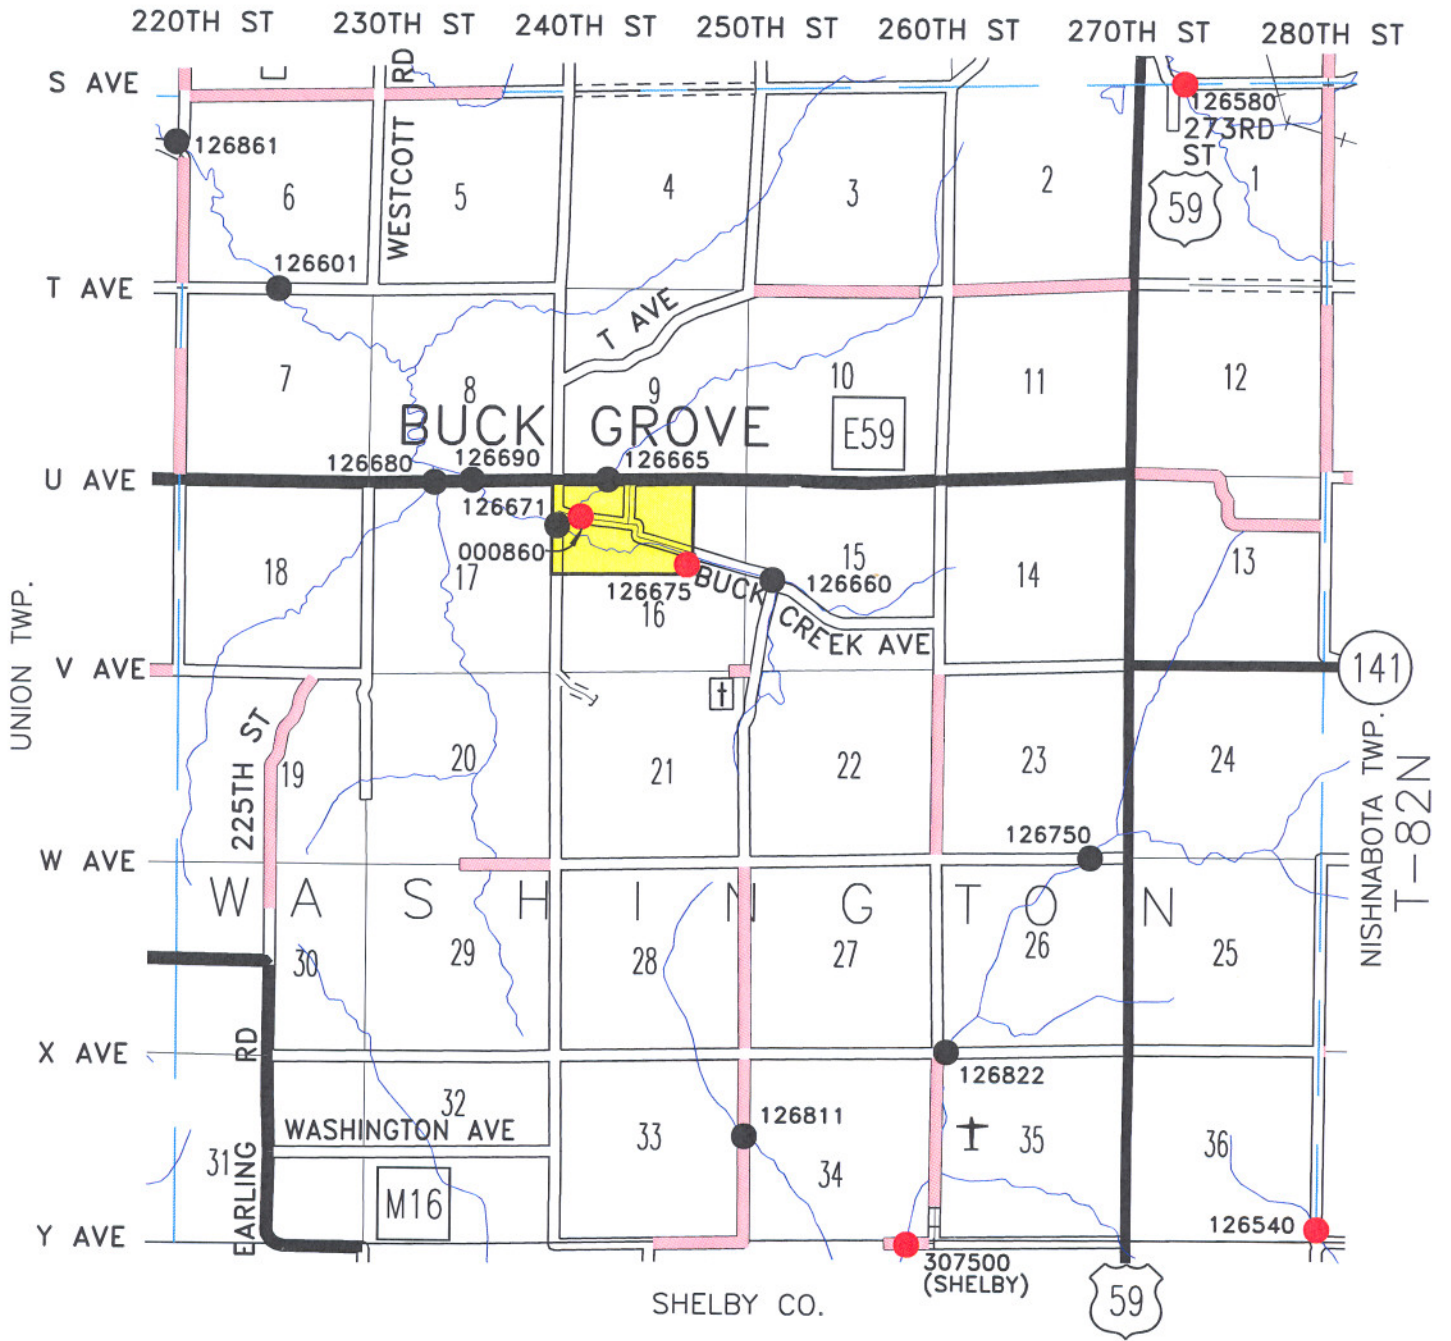 220TH ST
230TH ST
240TH ST
250TH ST
260TH ST
270TH ST
280TH ST
S AVE
WESTCOTT RD
126580
273RD
ST
126861
6
5
4
3
2
1
59
126601
T AVE
T AVE
7
8
9
10
11
12
BUCK GROVE
E59
126680
126690
126665
U AVE
126671
000860
18
17
126675
16
15
126660
14
13
BUCK CREEK AVE
UNION TWP.
V AVE
141
225TH ST
19
20
21
22
23
24
NISHNABOTA TWP.
T-82N
126750
W AVE
WASHINGTON
30
29
28
27
26
25
X AVE
EARLING RD
126822
32
WASHINGTON AVE
126811
31
33
34
35
36
M16
Y AVE
126540
307500
(SHELBY)
59
SHELBY CO.